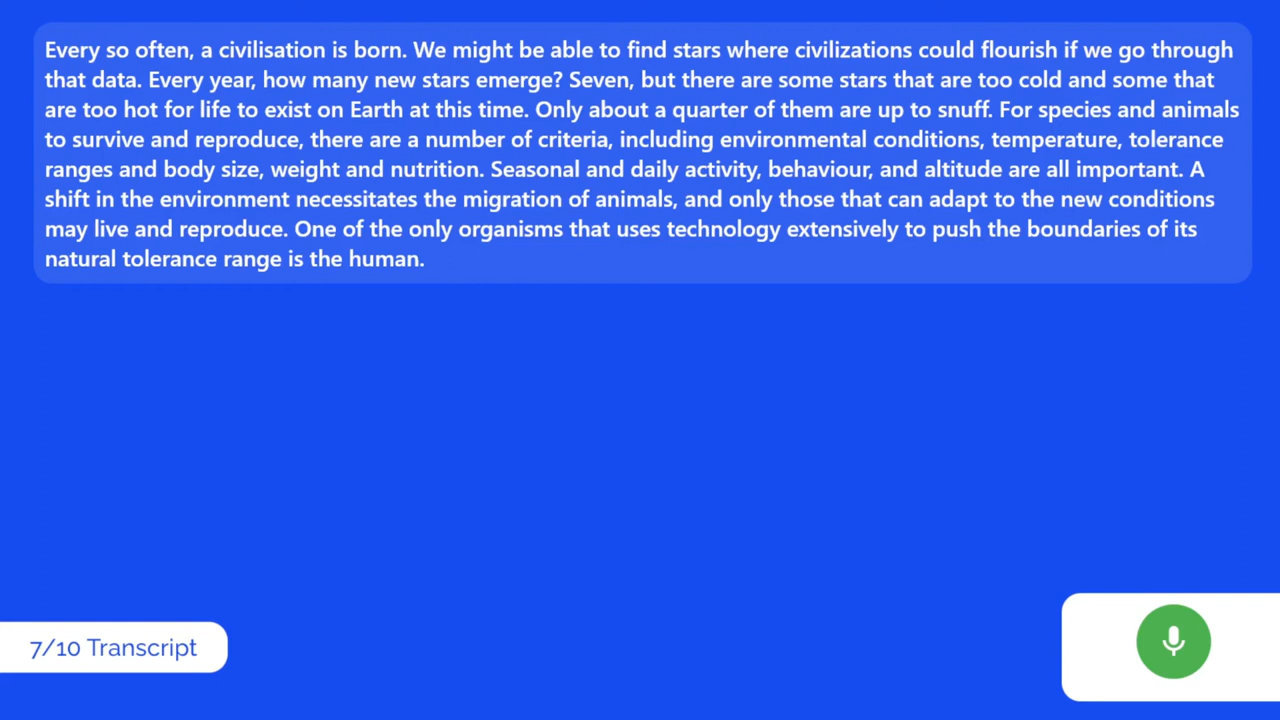 Every so often, a civilisation is born. We might be able to find stars where civilizations could flourish if we go through
that data. Every year, how many new stars emerge? Seven, but there are some stars that are too cold and some that
are too hot for life to exist on Earth at this time. Only about a quarter of them are up to snuff. For species and animals
to survive and reproduce, there are a number of criteria, including environmental conditions, temperature, tolerance
ranges and body size, weight and nutrition. Seasonal and daily activity, behaviour, and altitude are all important. A
shift in the environment necessitates the migration of animals, and only those that can adapt to the new conditions
may live and reproduce. One of the only organisms that uses technology extensively to push the boundaries of its
natural tolerance range is the human.
7/10 Transcript